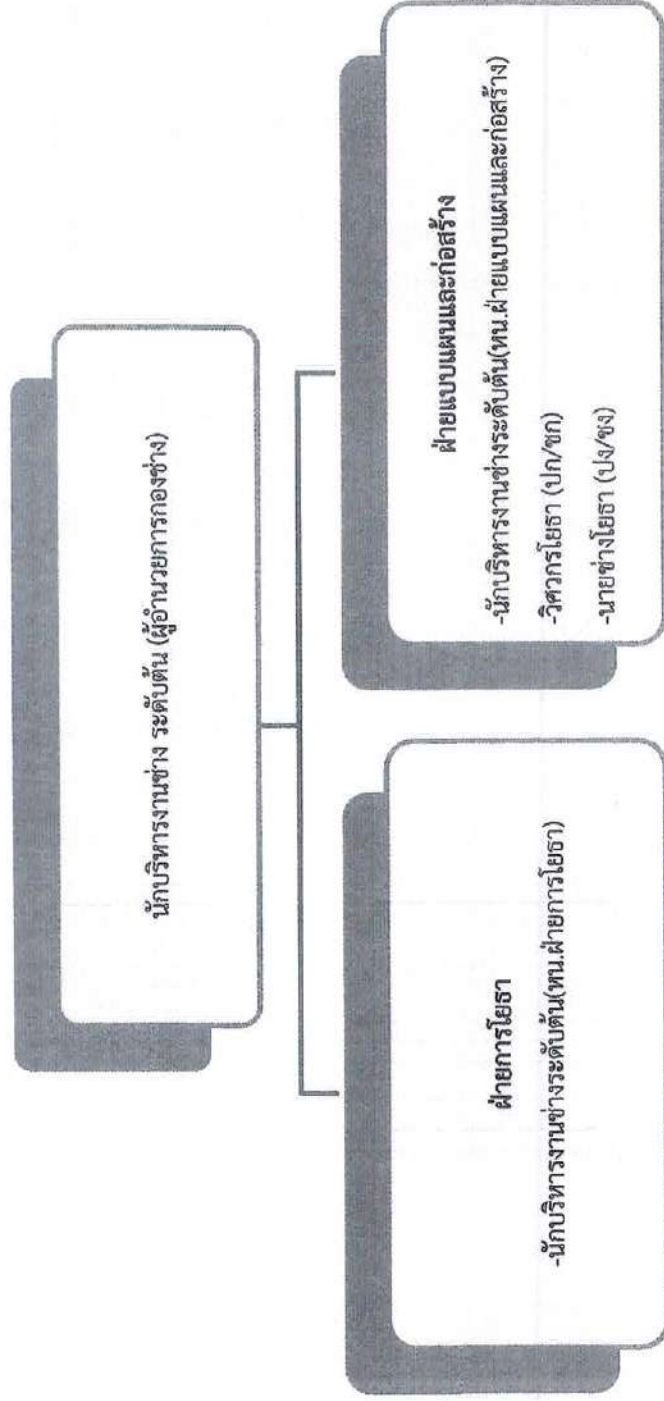 นักบริหารงานช่าง ระดับต้น (ผู้อำนวยการกองช่าง)
ฝ่ายการโยธา
-นักบริหารงานช่างระดับต้น(หน.ฝ่ายการโยธา)
ฝ่ายแบบแผนและก่อสร้าง
-นักบริหารงานช่างระดับต้น(หน.ฝ่ายแบบแผนและก่อสร้าง)
-วิศวกรโยธา (ปก/ชก)
-นายช่างโยธา (ปง/ชง)